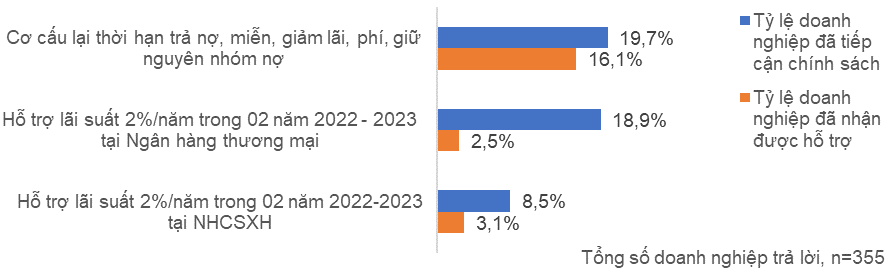 Cơ cấu lại thời hạn trả nợ, miễn, giảm lãi, phí, giữ
nguyên nhóm nợ
19,7%
16,1%
Hỗ trợ lãi suất 2%/năm trong 02 năm 2022 - 2023
tại Ngân hàng thương mại
18,9%
2,5%
Hỗ trợ lãi suất 2%/năm trong 02 năm 2022-2023
tại NHCSXH
8,5%
3,1%
Tỷ lệ doanh
nghiệp đã tiếp
cận chính sách
Tỷ lệ doanh
nghiệp đã nhận
được hỗ trợ
Tổng số doanh nghiệp trả lời, n=355